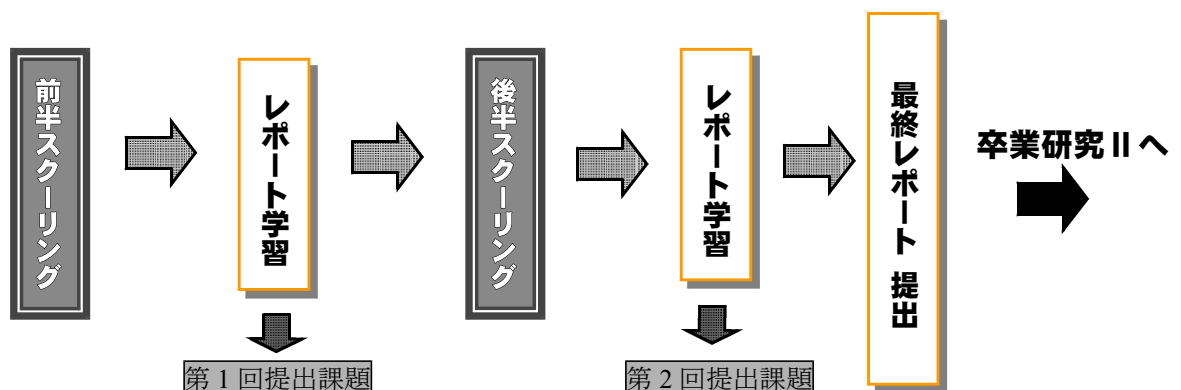 前半スクーリング
レポート学習
第1回提出課題
後半スクーリング
レポート学習
第2回提出課題
最終レポート 提出
卒業研究Ⅱへ